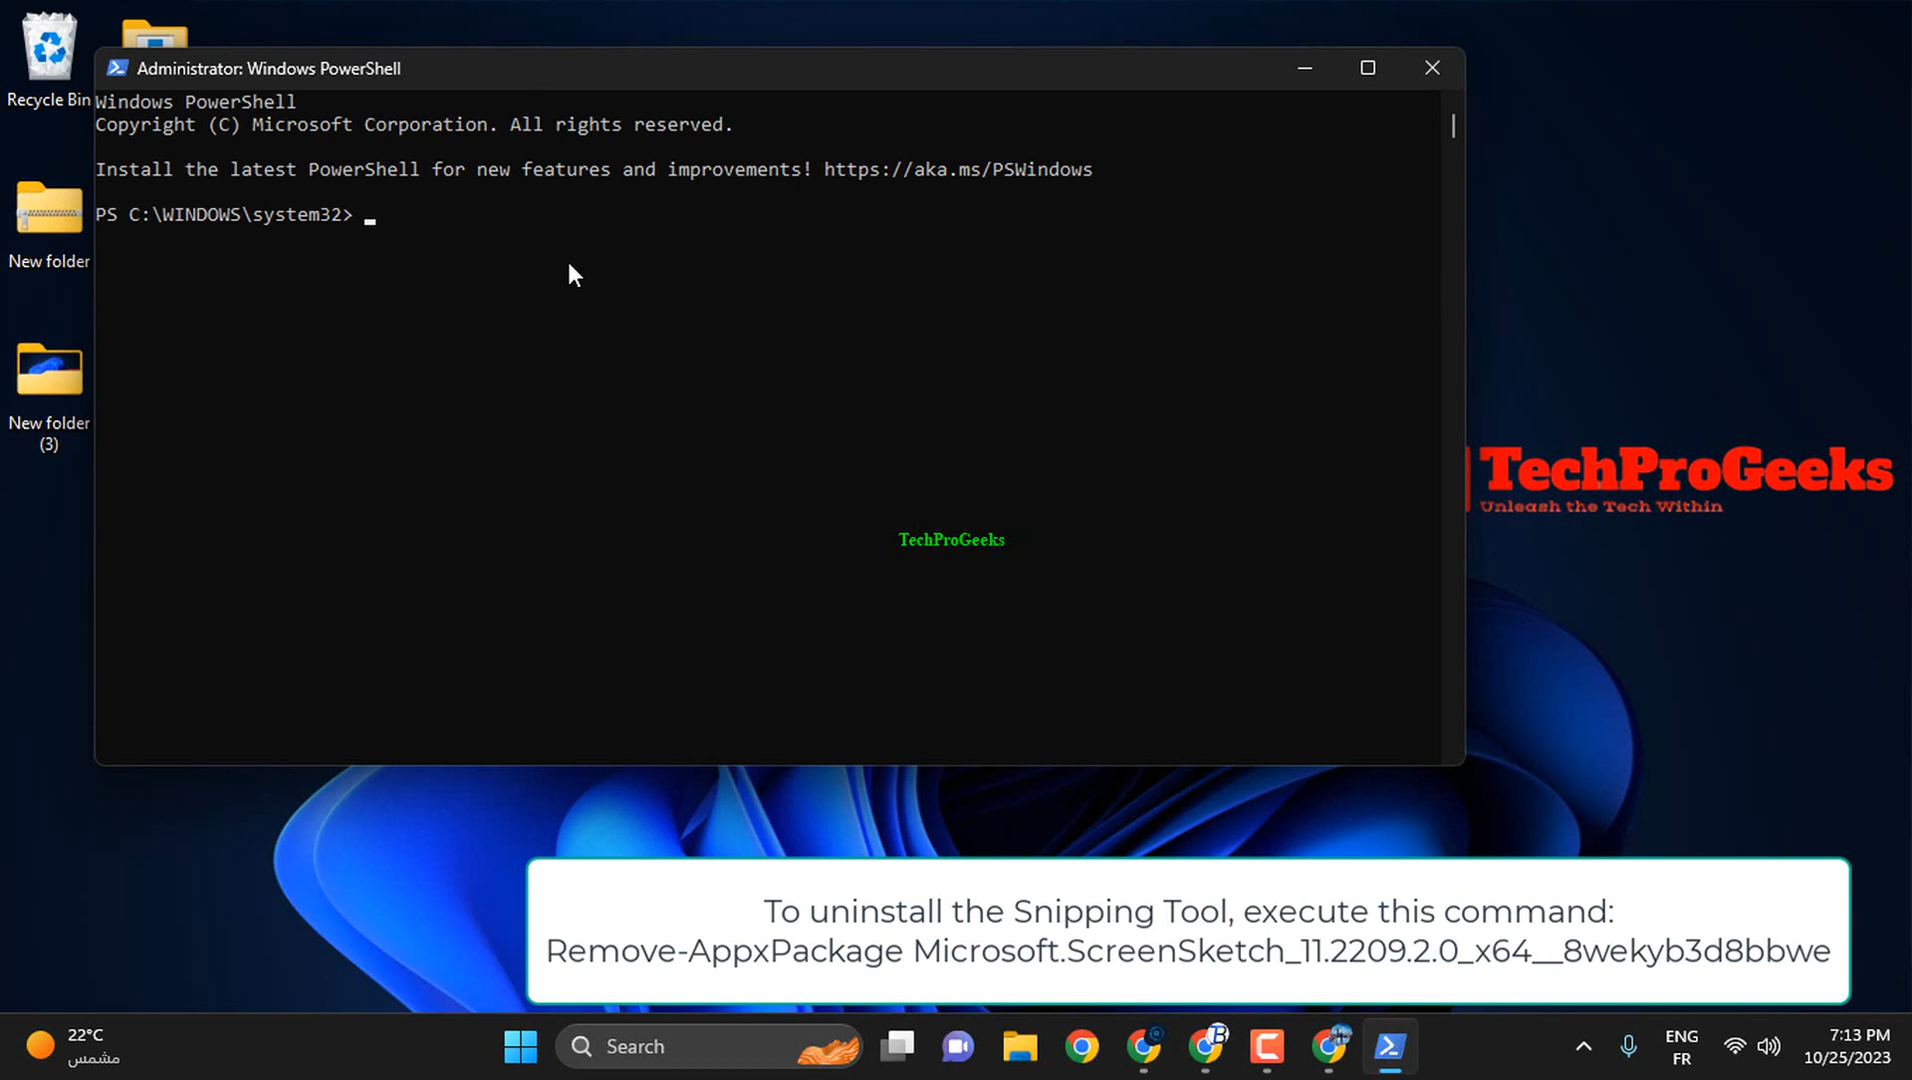 Recycle Bin
New folder
New folder
(3)
Administrator: Windows PowerShell
Windows PowerShell
Copyright (C) Microsoft Corporation. All rights reserved.
Install the latest PowerShell for new features and improvements! https://aka.ms/PSWindows
PS C:\WINDOWS\system32>
TechProGeeks
Unleash the Tech Within
TechProGeeks
To uninstall the Snipping Tool, execute this command:
Remove-AppxPackage Microsoft.ScreenSketch_11.2209.2.0_x64__8wekyb3d8bbwe
22°C
مشمس
Search
B
ENG
FR
7:13 PM
10/25/2023